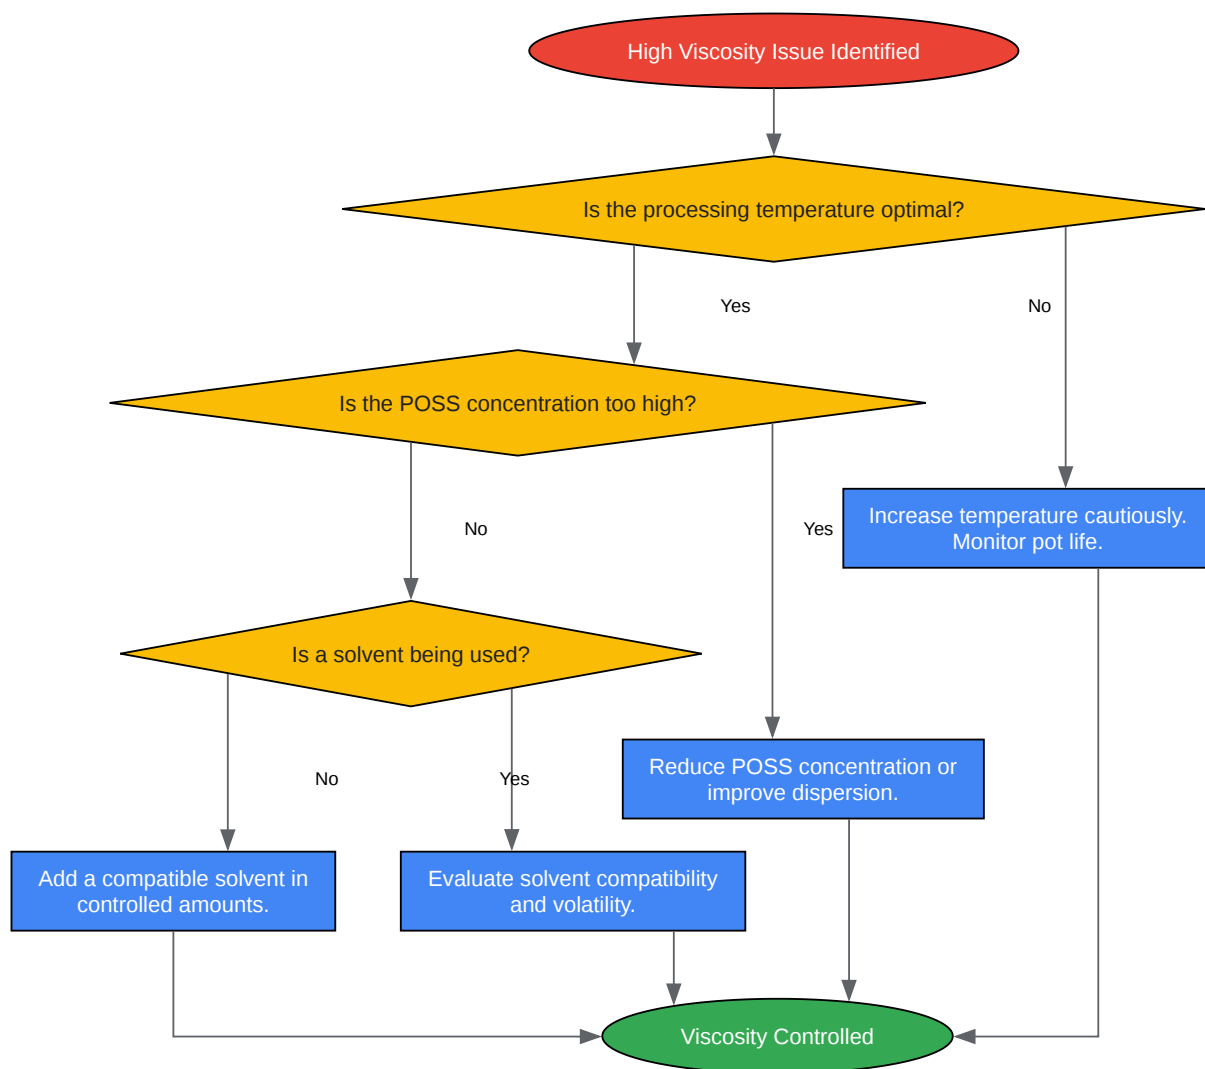 High Viscosity Issue Identified
Is the processing temperature optimal?
Yes
No
Is the POSS concentration too high?
Increase temperature cautiously.
Monitor pot life.
No
Yes
Is a solvent being used?
Reduce POSS concentration or
improve dispersion.
No
Yes
Add a compatible solvent in
controlled amounts.
Evaluate solvent compatibility
and volatility.
Viscosity Controlled